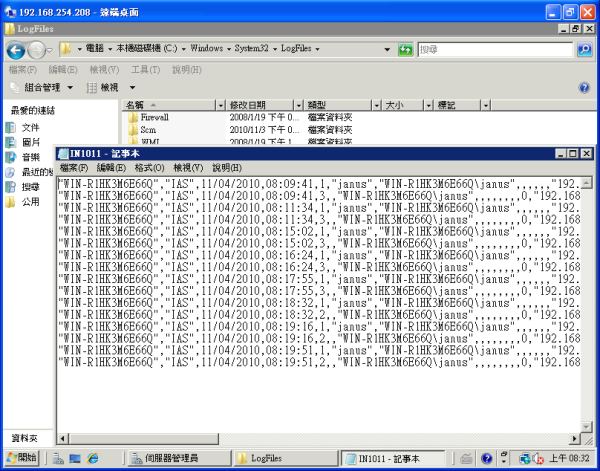 192.168.254.208 - 遠端桌面
LogFiles
電腦 本機磁碟機 (C:) Windows System32 LogFiles
搜尋
檔案(F) 編輯(E) 檢視(V) 工具(T) 說明(H)
組合管理 檢視
最愛的連結
文件
圖片
音樂
最近的
搜尋
公用
資料夾
名稱 修改日期 類型 大小 標記
Firewall 2008/1/19 下午 0... 檔案資料夾
Scm 2010/11/3 下午 0... 檔案資料夾
WMI 2008/1/19 下午 1... 檔案資料夾
IN1011 - 記事本
檔案(F) 編輯(E) 格式(O) 檢視(V) 說明(H)
"WIN-R1HK3M6E66Q","IAS",11/04/2010,08:09:41,1,"janus","WIN-R1HK3M6E66Q\janus",,,,,,"192.
"WIN-R1HK3M6E66Q","IAS",11/04/2010,08:09:41,3,,"WIN-R1HK3M6E66Q\janus",,,,,,,,0,"192.168
"WIN-R1HK3M6E66Q","IAS",11/04/2010,08:11:34,1,"janus","WIN-R1HK3M6E66Q\janus",,,,,,"192.
"WIN-R1HK3M6E66Q","IAS",11/04/2010,08:11:34,3,,"WIN-R1HK3M6E66Q\janus",,,,,,,,0,"192.168
"WIN-R1HK3M6E66Q","IAS",11/04/2010,08:15:02,1,"janus","WIN-R1HK3M6E66Q\janus",,,,,,"192.
"WIN-R1HK3M6E66Q","IAS",11/04/2010,08:15:02,3,,"WIN-R1HK3M6E66Q\janus",,,,,,,,0,"192.168
"WIN-R1HK3M6E66Q","IAS",11/04/2010,08:16:24,1,"janus","WIN-R1HK3M6E66Q\janus",,,,,,"192.
"WIN-R1HK3M6E66Q","IAS",11/04/2010,08:16:24,3,,"WIN-R1HK3M6E66Q\janus",,,,,,,,0,"192.168
"WIN-R1HK3M6E66Q","IAS",11/04/2010,08:17:55,1,"janus","WIN-R1HK3M6E66Q\janus",,,,,,"192.
"WIN-R1HK3M6E66Q","IAS",11/04/2010,08:17:55,3,,"WIN-R1HK3M6E66Q\janus",,,,,,,,0,"192.168
"WIN-R1HK3M6E66Q","IAS",11/04/2010,08:18:32,1,"janus","WIN-R1HK3M6E66Q\janus",,,,,,"192.
"WIN-R1HK3M6E66Q","IAS",11/04/2010,08:18:32,2,,"WIN-R1HK3M6E66Q\janus",,,,,,,,0,"192.168
"WIN-R1HK3M6E66Q","IAS",11/04/2010,08:19:16,1,"janus","WIN-R1HK3M6E66Q\janus",,,,,,"192.
"WIN-R1HK3M6E66Q","IAS",11/04/2010,08:19:16,2,,"WIN-R1HK3M6E66Q\janus",,,,,,,,0,"192.168
"WIN-R1HK3M6E66Q","IAS",11/04/2010,08:19:51,1,"janus","WIN-R1HK3M6E66Q\janus",,,,,,"192.
"WIN-R1HK3M6E66Q","IAS",11/04/2010,08:19:51,2,,"WIN-R1HK3M6E66Q\janus",,,,,,,,0,"192.168
開始 伺服器管理員 LogFiles IN1011 - 記事本 上午 08:32